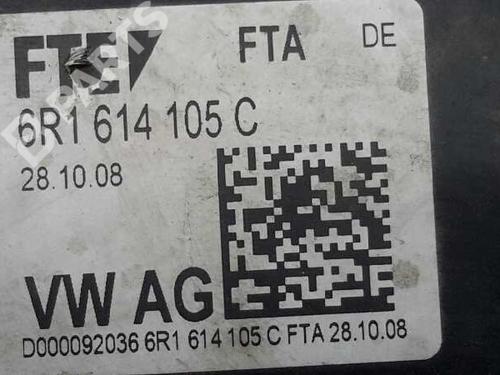 FTE FTA DE
6R1 614 105 C
28.10.08
VW AG
D000092036 6R1 614 105 C FTA 28.10.08
B-PARTS